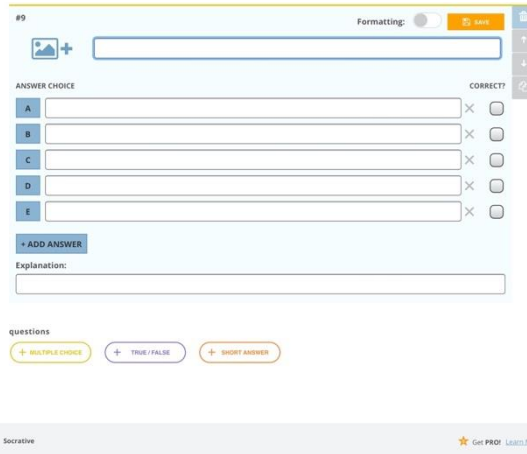 #9
Formatting:
SAVE
ANSWER CHOICE
CORRECT?
A
B
C
D
E
+ ADD ANSWER
Explanation:
questions
+ MULTIPLE CHOICE
+ TRUE / FALSE
+ SHORT ANSWER
Socrative
Get PRO! Learn